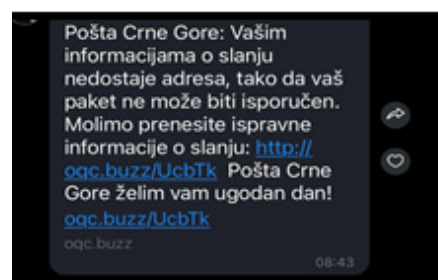 Pošta Crne Gore: Vašim
informacijama o slanju
nedostaje adresa, tako da vaš
paket ne može biti isporučen.
Molimo prenesite ispravne
informacije o slanju: http://
oqc.buzz/UcbTk Pošta Crne
Gore želim vam ugodan dan!
oqc.buzz/UcbTk
oqc.buzz
08:43